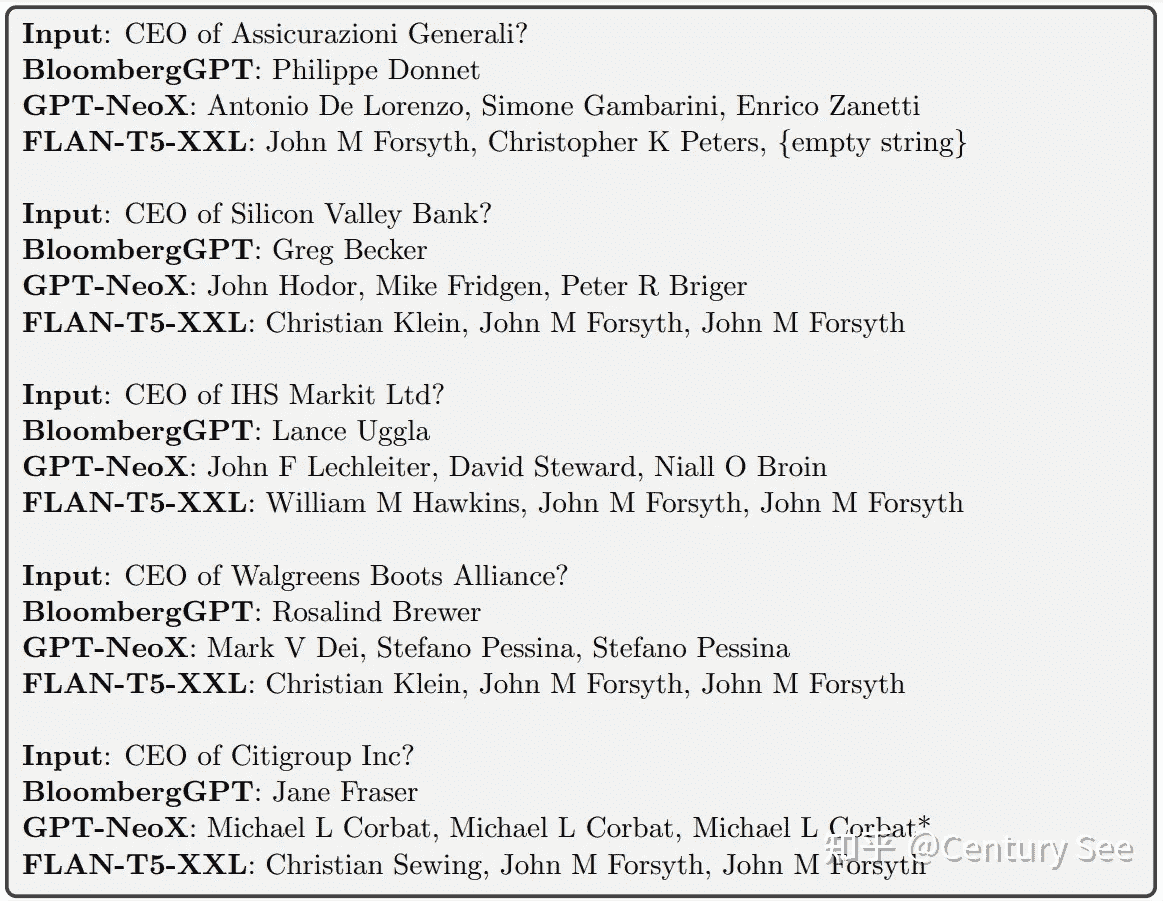 Input: CEO of Assicurazioni Generali?
BloombergGPT: Philippe Donnet
GPT-NeoX: Antonio De Lorenzo, Simone Gambarini, Enrico Zanetti
FLAN-T5-XXL: John M Forsyth, Christopher K Peters, {empty string}
Input: CEO of Silicon Valley Bank?
BloombergGPT: Greg Becker
GPT-NeoX: John Hodor, Mike Fridgen, Peter R Briger
FLAN-T5-XXL: Christian Klein, John M Forsyth, John M Forsyth
Input: CEO of IHS Markit Ltd?
BloombergGPT: Lance Uggla
GPT-NeoX: John F Lechleiter, David Steward, Niall O Broin
FLAN-T5-XXL: William M Hawkins, John M Forsyth, John M Forsyth
Input: CEO of Walgreens Boots Alliance?
BloombergGPT: Rosalind Brewer
GPT-NeoX: Mark V Dei, Stefano Pessina, Stefano Pessina
FLAN-T5-XXL: Christian Klein, John M Forsyth, John M Forsyth
Input: CEO of Citigroup Inc?
BloombergGPT: Jane Fraser
GPT-NeoX: Michael L Corbat, Michael L Corbat, Michael L Corbat*
FLAN-T5-XXL: Christian Sewing, John M Forsyth, John M Forsyth
知乎 @Century See